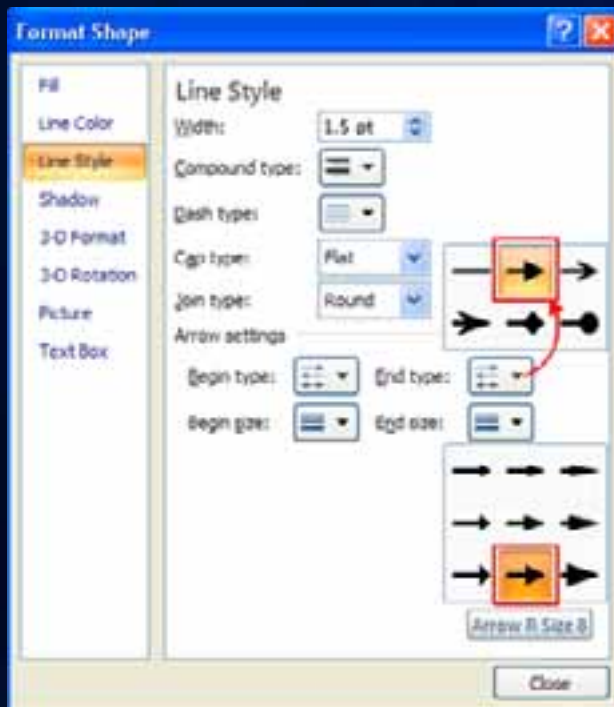 Format Shape
Fill
Line Color
Line Style
Shadow
3-D Format
3-D Rotation
Picture
Text Box
Line Style
Width: 1.5 pt
Compound type:
Dash type:
Cap type: Flat
Join type: Round
Arrow settings
Begin type: End type:
Begin size: End size:
Arrow R Size 8
Close